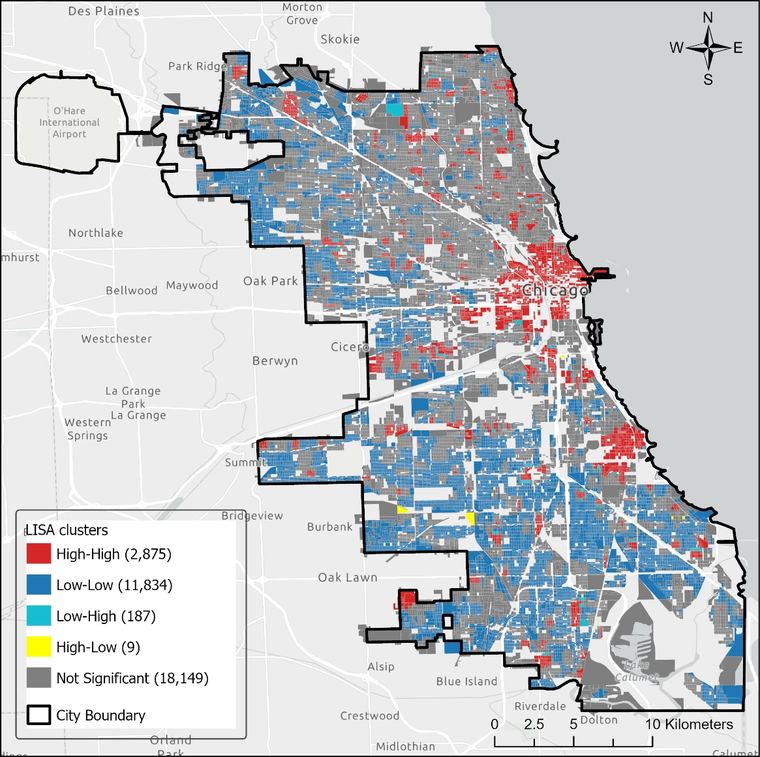 Des Plaines
Morton
Grove
Skokie
N
W E
S
Park Ridge
O'Hare
International
Airport
Northlake
mhurst
Bellwood Maywood Oak Park
Chicago
Westchester
Cicero
Berwyn
La Grange
Park
La Grange
Western
Springs
Summit
Bridgeview
Burbank
Oak Lawn
LISA clusters
High-High (2,875)
Low-Low (11,834)
Low-High (187)
High-Low (9)
Not Significant (18,149)
City Boundary
Alsip
Blue Island
Lake
Calumet
Riverdale
Dolton
Crestwood
Midlothian
Orland
Park
0 2.5 5 10 Kilometers
Calumet